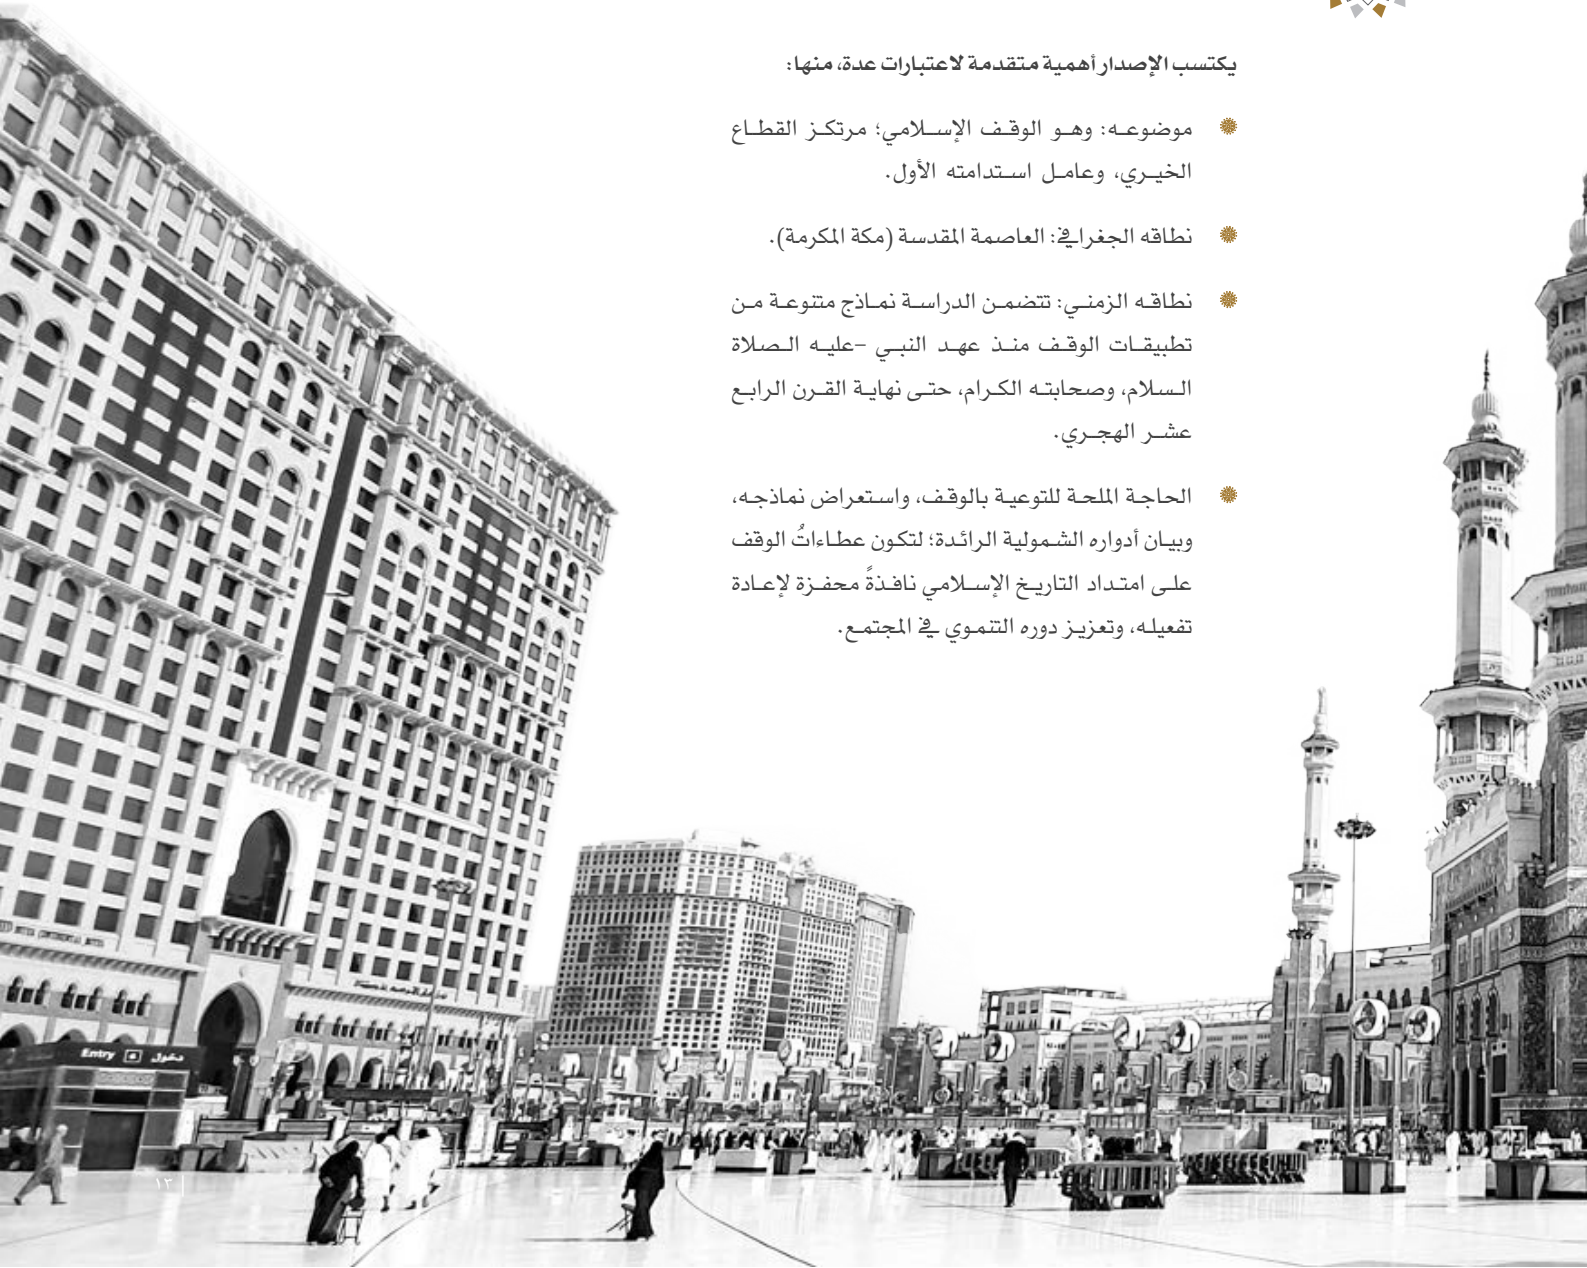 يكتسب الإصدار أهمية متقدمة لاعتبارات عدة، منها:
موضوعه: وهو الوقف الإسلامي؛ مرتكز القطاع
الخيري، وعامل استدامته الأول.
نطاقه الجغرافي: العاصمة المقدسة (مكة المكرمة).
نطاقه الزمني: تتضمن الدراسة نماذج متنوعة من
تطبيقات الوقف منذ عهد النبي -عليه الصلاة
السلام، وصحابته الكرام، حتى نهاية القرن الرابع
عشر الهجري.
الحاجة الملحة للتوعية بالوقف، واستعراض نماذجه،
وبيان أدواره الشمولية الرائدة؛ لتكون عطاءاتُ الوقف
على امتداد التاريخ الإسلامي نافذةً محفزة لإعادة
تفعيله، وتعزيز دوره التنموي في المجتمع.
Entry دخول
١٣